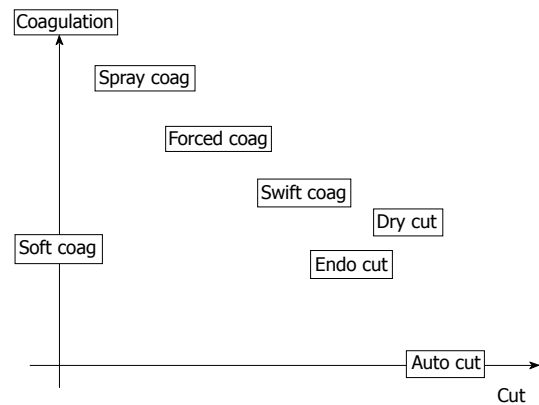 Coagulation
Spray coag
Forced coag
Swift coag
Dry cut
Soft coag
Endo cut
Auto cut
Cut